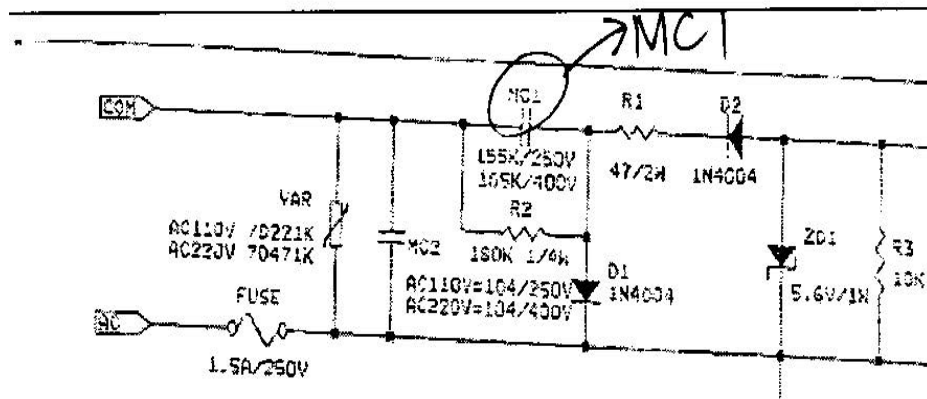 MC1
COM
MC1
R1
D2
155K/250V
105K/400V
47/2W
1N4004
VAR
AC110V 7D221K
AC220V 7D471K
MC2
R2
180K 1/4W
D1
1N4004
AC110V=104/250V
AC220V=104/400V
ZD1
5.6V/1W
R3
10K
AC
FUSE
1.5A/250V